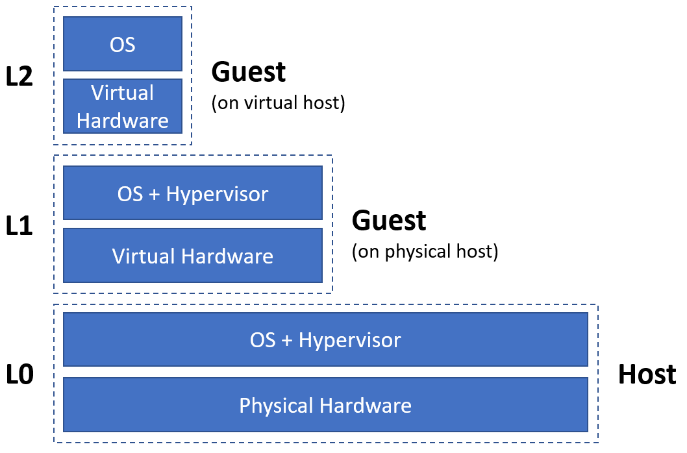 L2
OS
Virtual
Hardware
Guest
(on virtual host)
L1
OS + Hypervisor
Virtual Hardware
Guest
(on physical host)
L0
OS + Hypervisor
Physical Hardware
Host